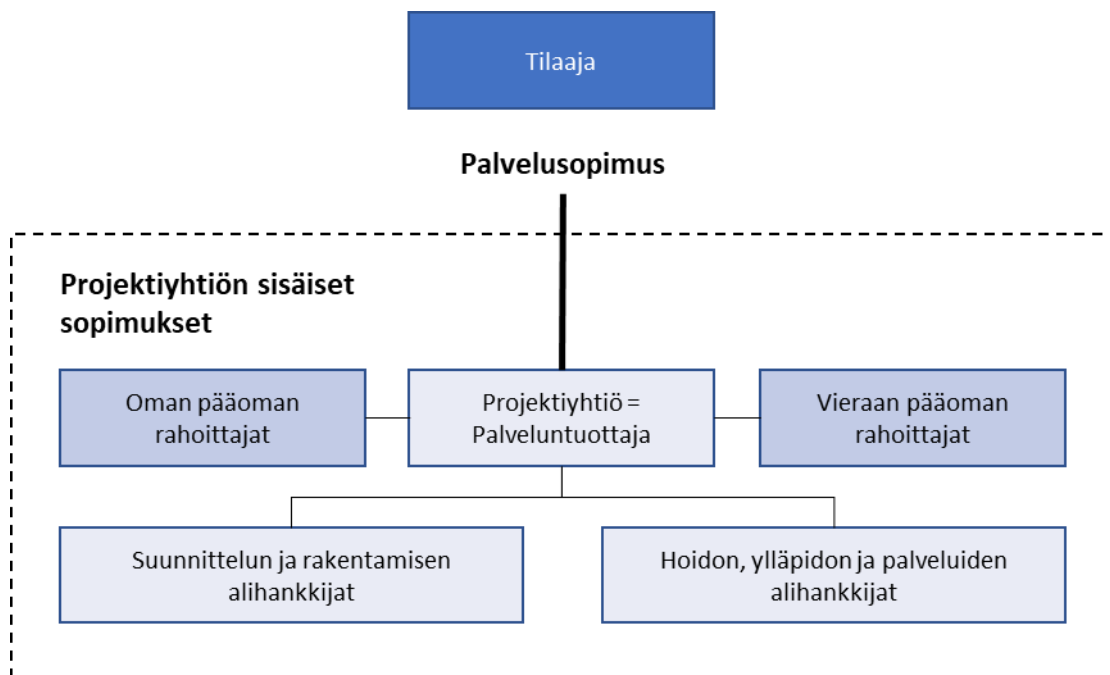 Tilaaja
Palvelusopimus
Projektiyhtiön sisäiset
sopimukset
Oman pääoman
rahoittajat
Projektiyhtiö =
Palveluntuottaja
Vieraan pääoman
rahoittajat
Suunnittelun ja rakentamisen
alihankkijat
Hoidon, ylläpidon ja palveluiden
alihankkijat